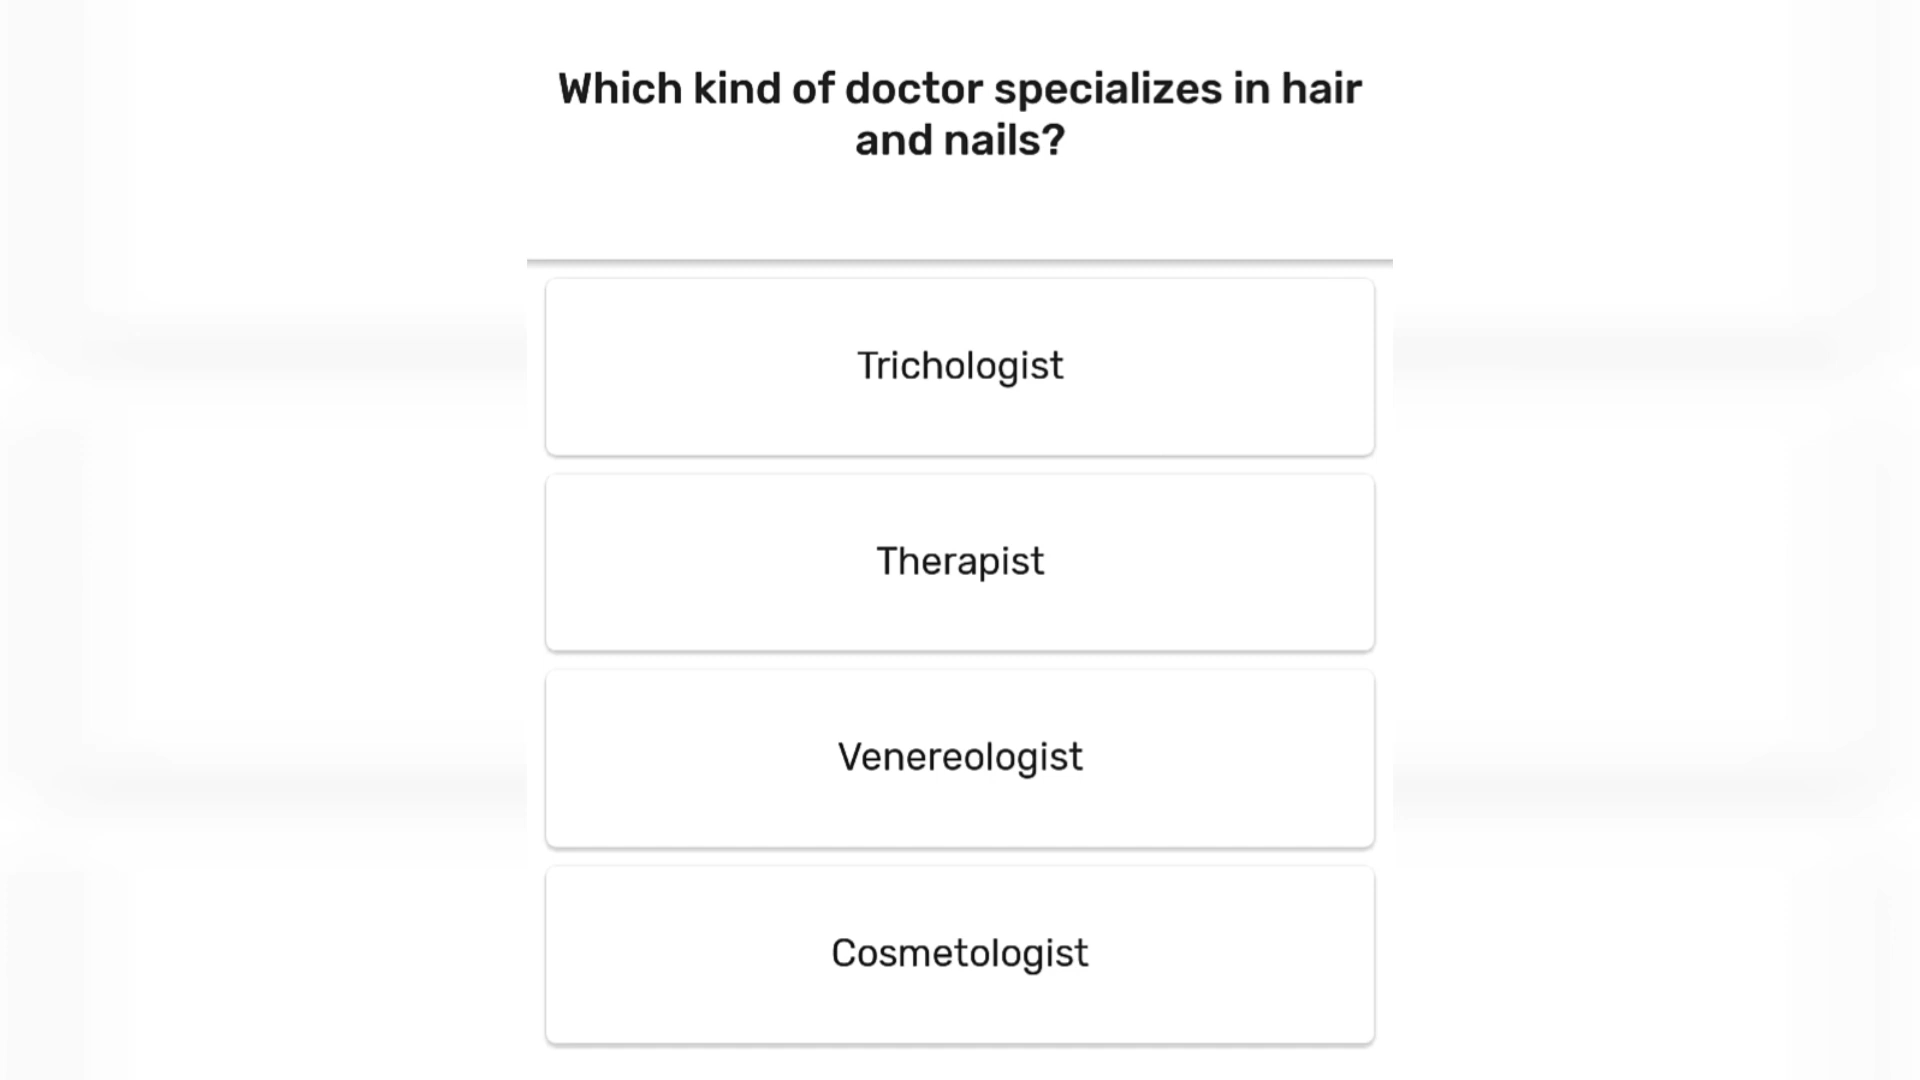 Which kind of doctor specializes in hair
and nails?
Trichologist
Therapist
Venereologist
Cosmetologist